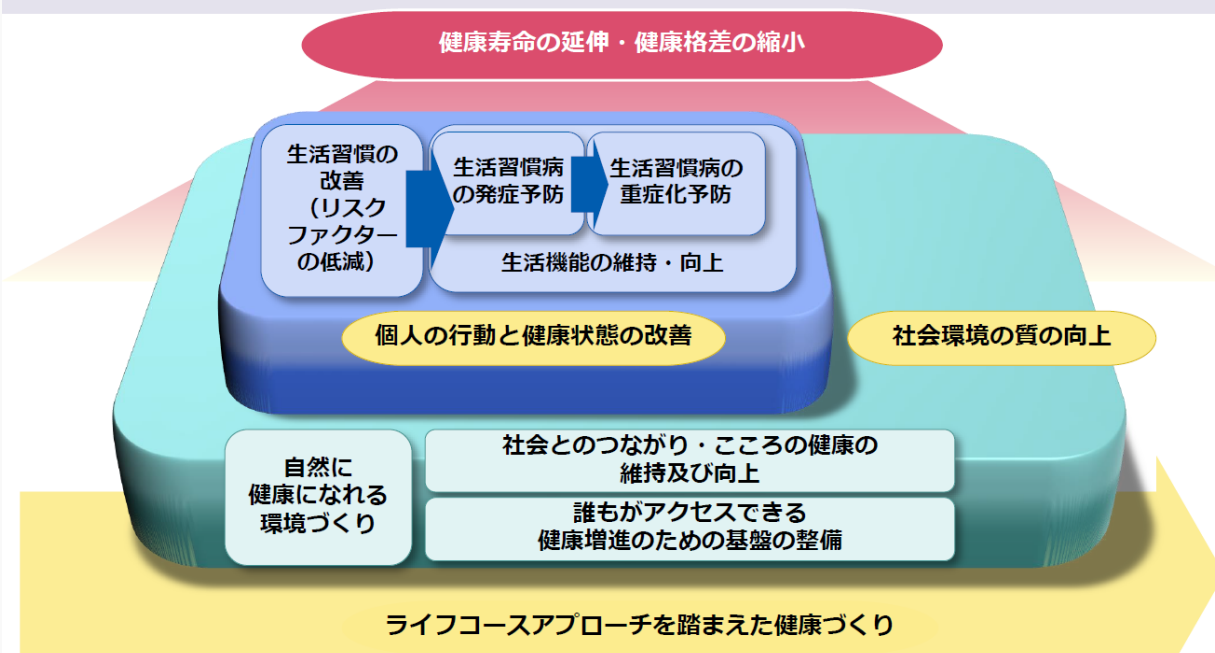 健康寿命の延伸・健康格差の縮小
生活習慣の
改善
（リスク
ファクター
の低減）
生活習慣病
の発症予防
生活習慣病の
重症化予防
生活機能の維持・向上
個人の行動と健康状態の改善
社会環境の質の向上
自然に
健康になれる
環境づくり
社会とのつながり・こころの健康の
維持及び向上
誰もがアクセスできる
健康増進のための基盤の整備
ライフコースアプローチを踏まえた健康づくり